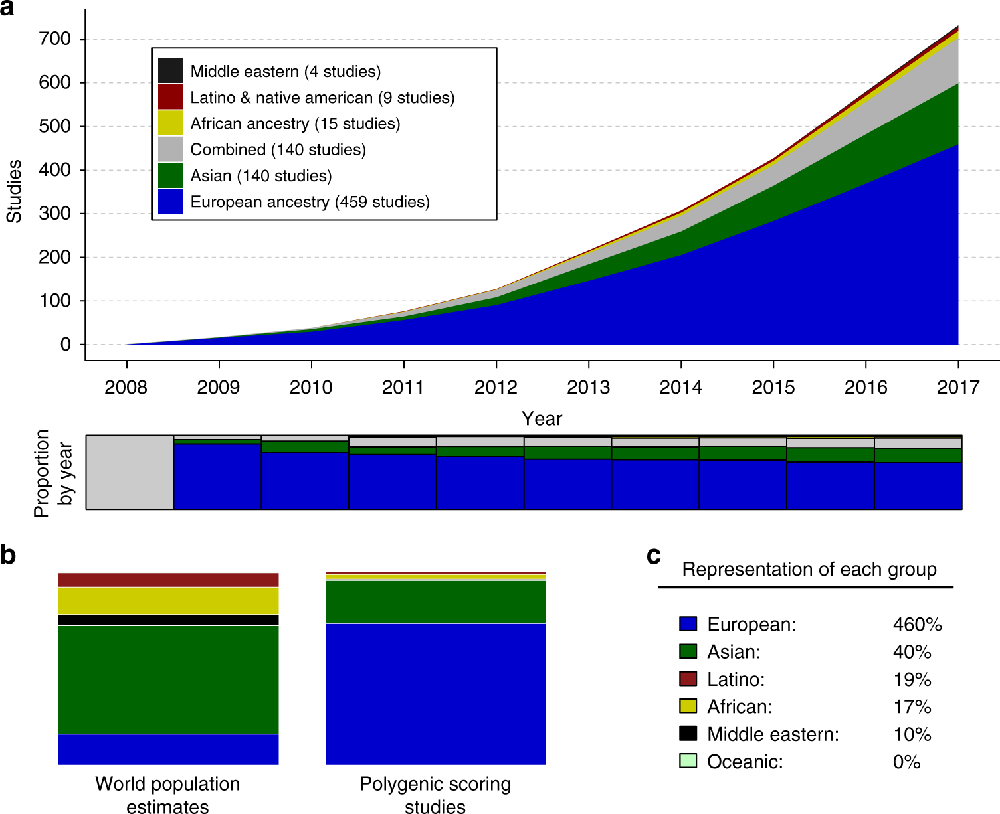 a
700
600
500
400
300
200
100
0
Studies
Middle eastern (4 studies)
Latino & native american (9 studies)
African ancestry (15 studies)
Combined (140 studies)
Asian (140 studies)
European ancestry (459 studies)
2008 2009 2010 2011 2012 2013 2014 2015 2016 2017
Year
Proportion
by year
b
World population
estimates
Polygenic scoring
studies
c
Representation of each group
European: 460%
Asian: 40%
Latino: 19%
African: 17%
Middle eastern: 10%
Oceanic: 0%